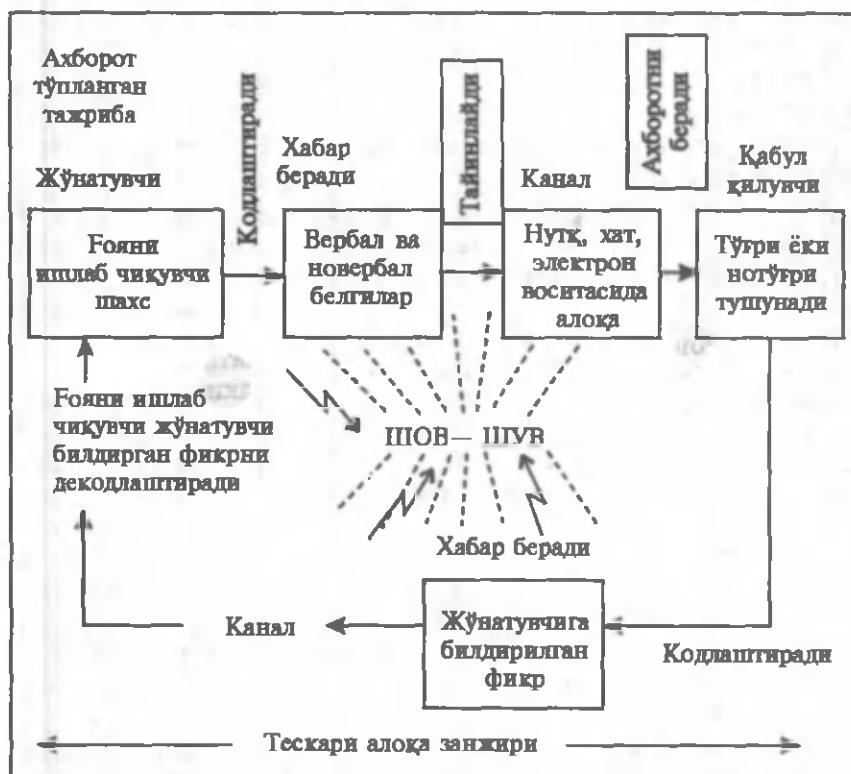 Ахборот
тўпланган
тажриба
Жўнатувчи
Кодлаштиради
Хабар
беради
Тайинлайди
Канал
Ахборотни
беради
Қабул
қилувчи
Ғояни
ишлаб чиқувчи
шахс
Вербал ва
новербал
белгилар
Нутқ, хат,
электрон
воситасида
алоқа
Тўғри ёки
нотўғри
тушунади
Ғояни ишлаб
чиқунчи жўнатувчи
билдирган фикрни
декодлаштиради
ШОВ — ШУВ
Хабар беради
Канал
Жўнатувчига
билдирилган
фикр
Кодлаштиради
Тескари алоқа занжири